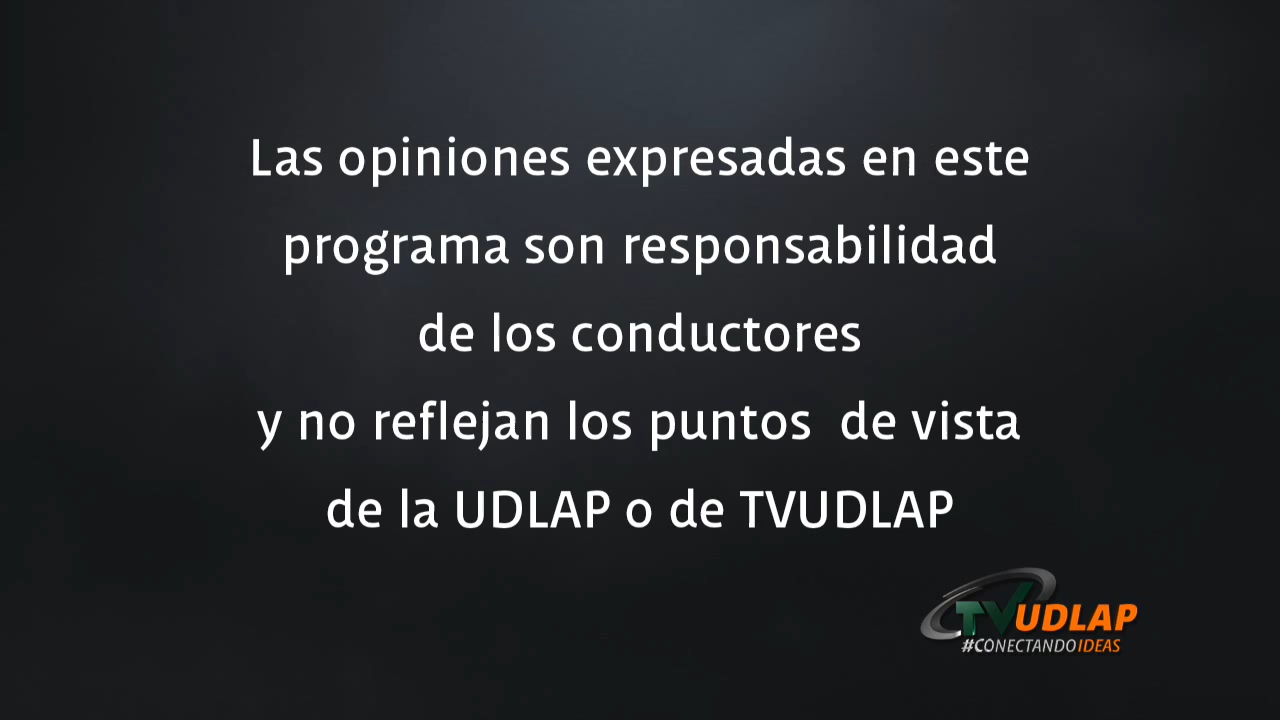 Las opiniones expresadas en este
programa son responsabilidad
de los conductores
y no reflejan los puntos  de vista
de la UDLAP o de TVUDLAP
TVUDLAP
#CONECTANDOIDEAS